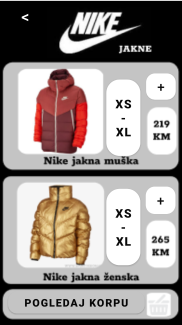 <
NIKE
JAKNE
+
XS
-
XL
219
KM
Nike jakna muška
+
XS
-
XL
265
KM
Nike jakna ženska
POGLEDAJ KORPU